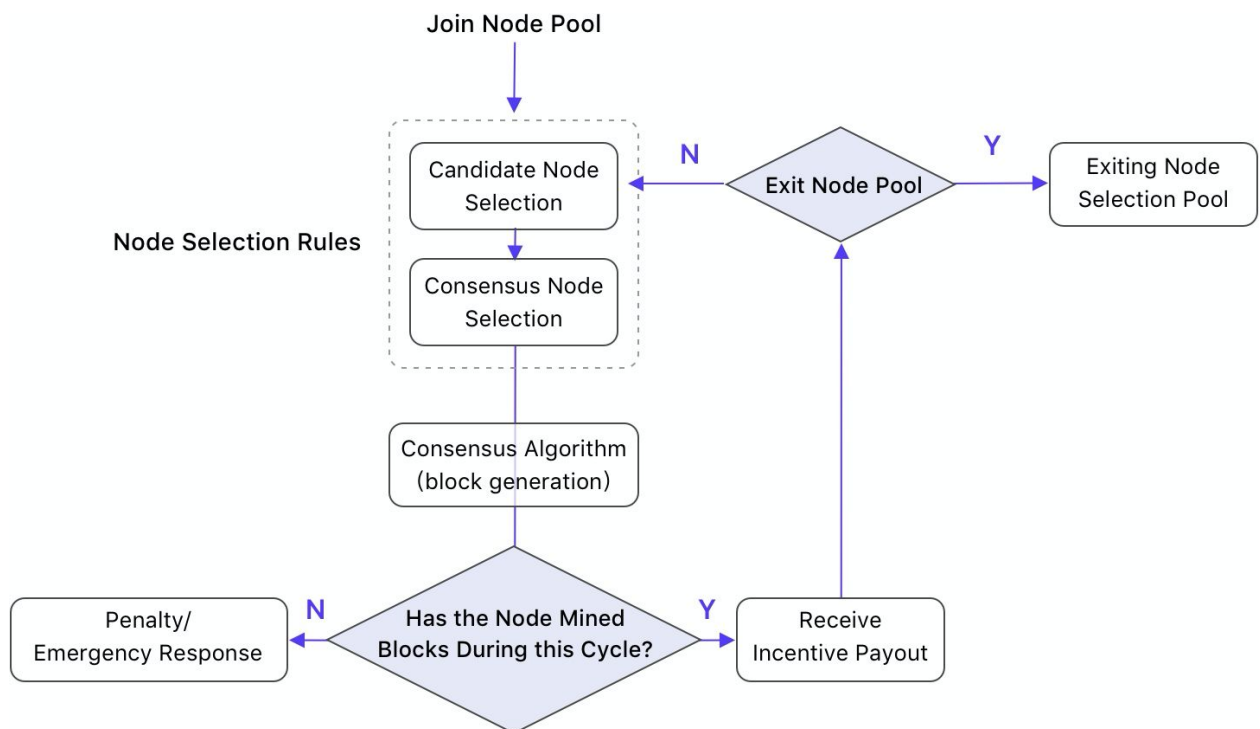 Join Node Pool
Candidate Node
Selection
N
Exit Node Pool
Y
Exiting Node
Selection Pool
Node Selection Rules
Consensus Node
Selection
Consensus Algorithm
(block generation)
Penalty/
Emergency Response
N
Has the Node Mined
Blocks During this Cycle?
Y
Receive
Incentive Payout